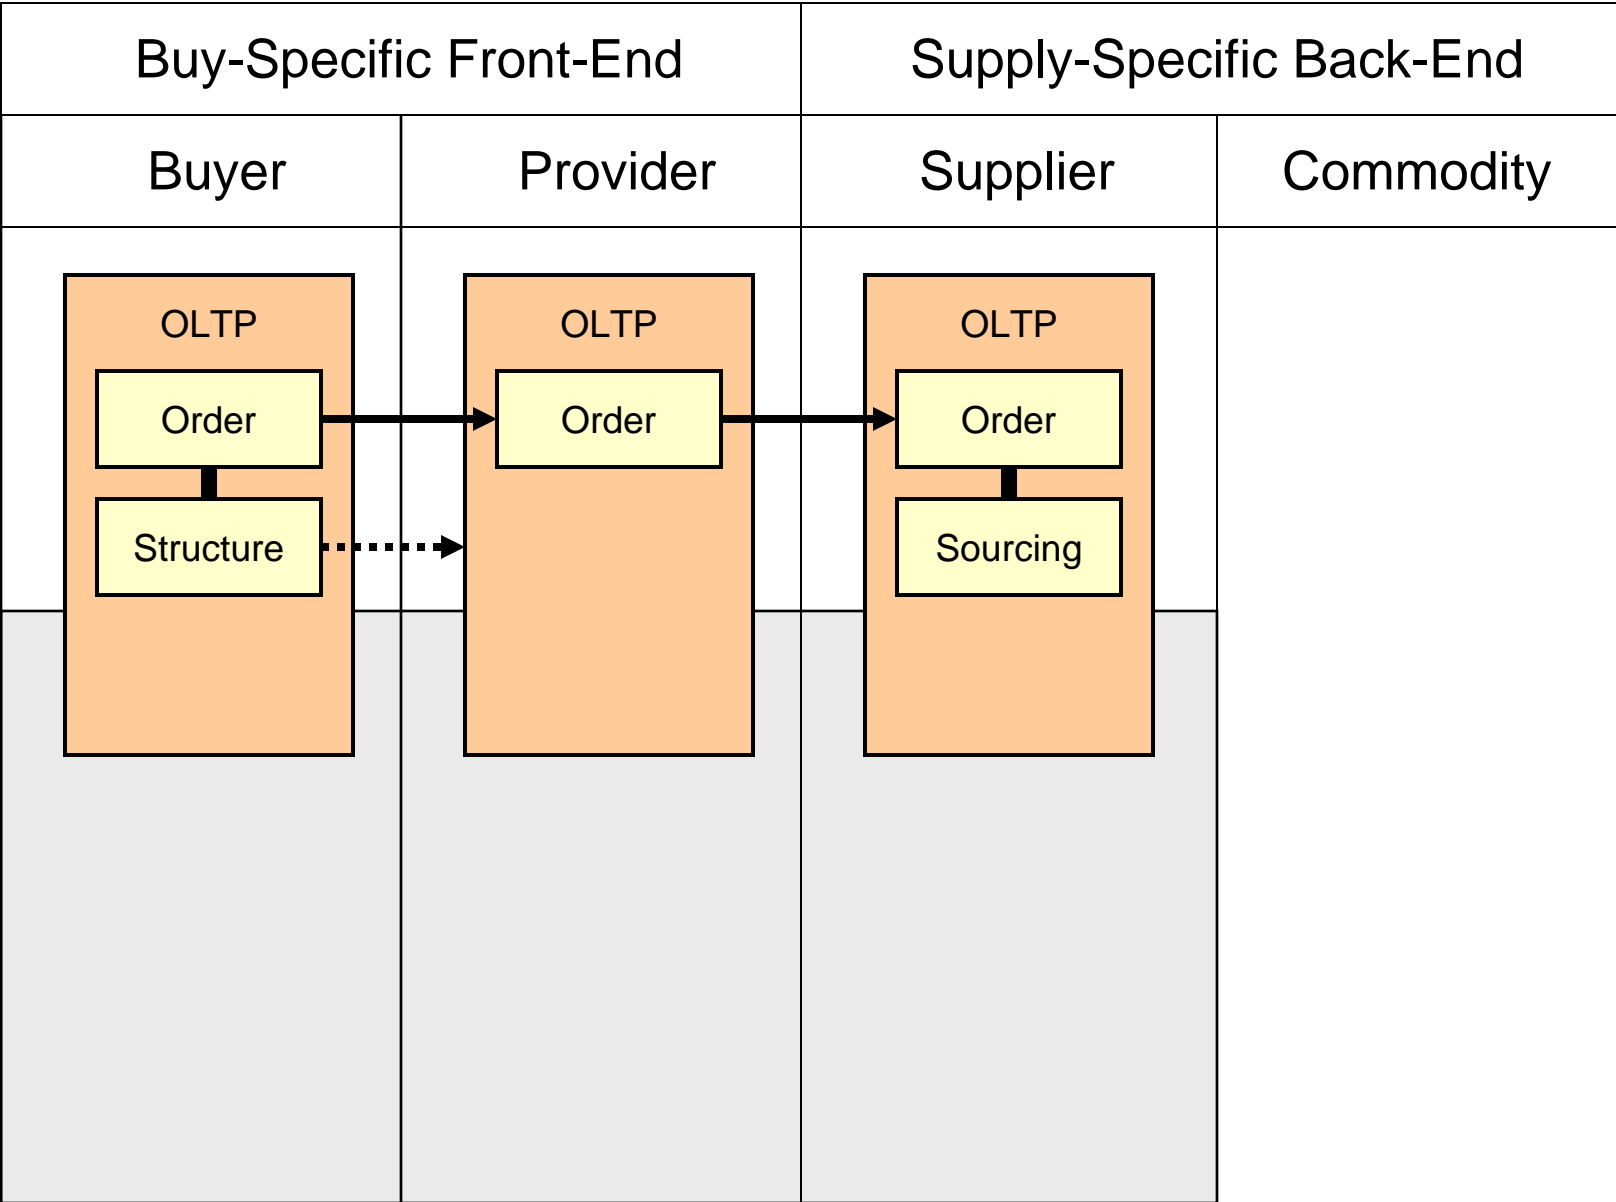 Buy-Specific Front-End
Supply-Specific Back-End
Buyer
Provider
Supplier
Commodity
OLTP
OLTP
OLTP
Order
Order
Order
Structure
Sourcing